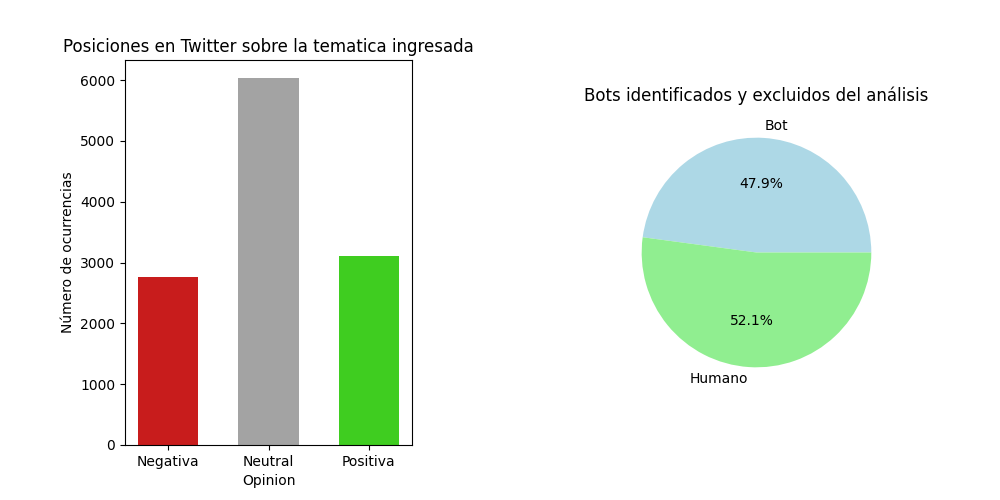 Posiciones en Twitter sobre la tematica ingresada
Número de ocurrencias
6000
5000
4000
3000
2000
1000
0
Negativa
Neutral
Positiva
Opinion
Bots identificados y excluidos del análisis
Bot
47.9%
52.1%
Humano